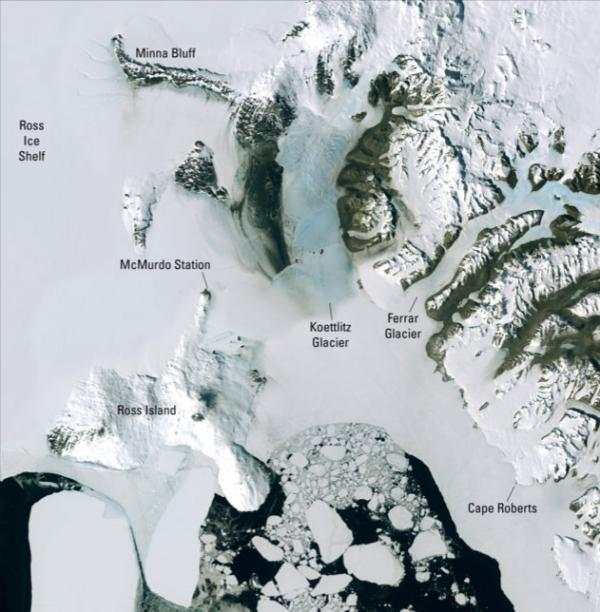 Minna Bluff
Ross
Ice
Shelf
McMurdo Station
Koettlitz
Glacier
Ferrar
Glacier
Ross Island
Cape Roberts